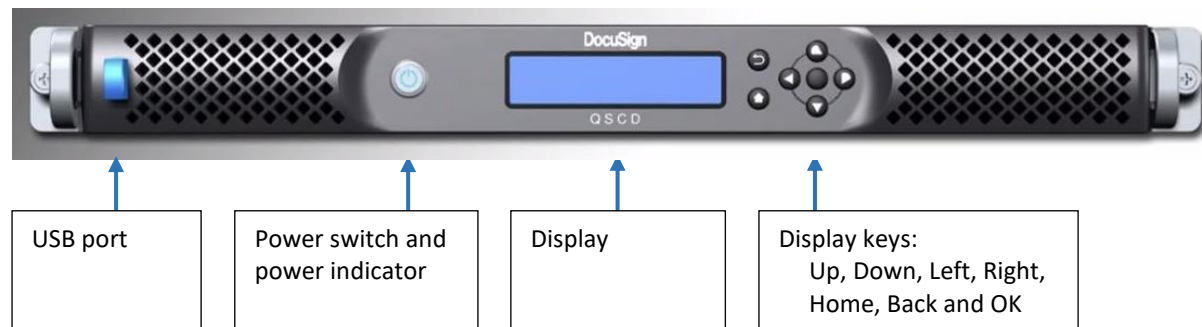 DocuSign
QSCD
USB port
Power switch and
power indicator
Display
Display keys:
Up, Down, Left, Right,
Home, Back and OK